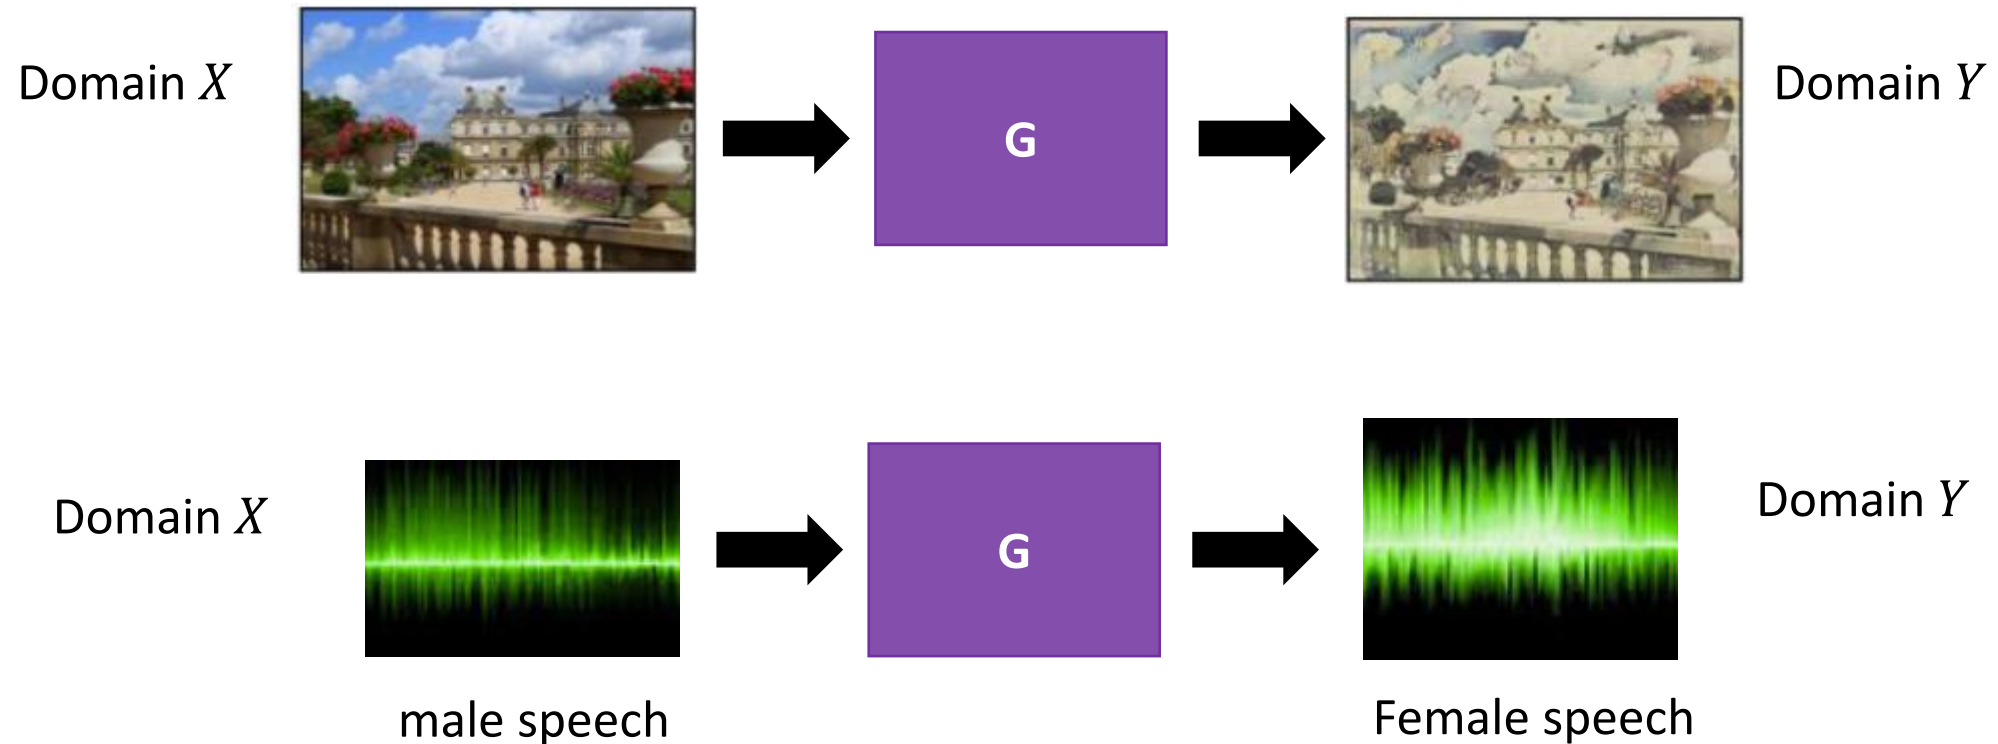 Domain X
G
Domain Y
Domain X
G
Domain Y
male speech
Female speech